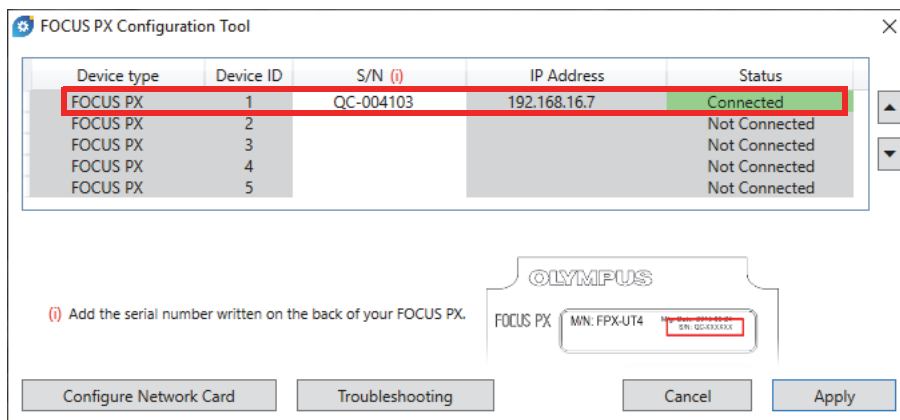 FOCUS PX Configuration Tool
Device type Device ID S/N (i) IP Address Status
FOCUS PX 1 QC-004103 192.168.16.7 Connected
FOCUS PX 2 Not Connected
FOCUS PX 3 Not Connected
FOCUS PX 4 Not Connected
FOCUS PX 5 Not Connected
OLYMPUS
(i) Add the serial number written on the back of your FOCUS PX.
FOCUS PX M/N: FPX-UT4
S/N: QC-XXXXXX
Configure Network Card Troubleshooting Cancel Apply